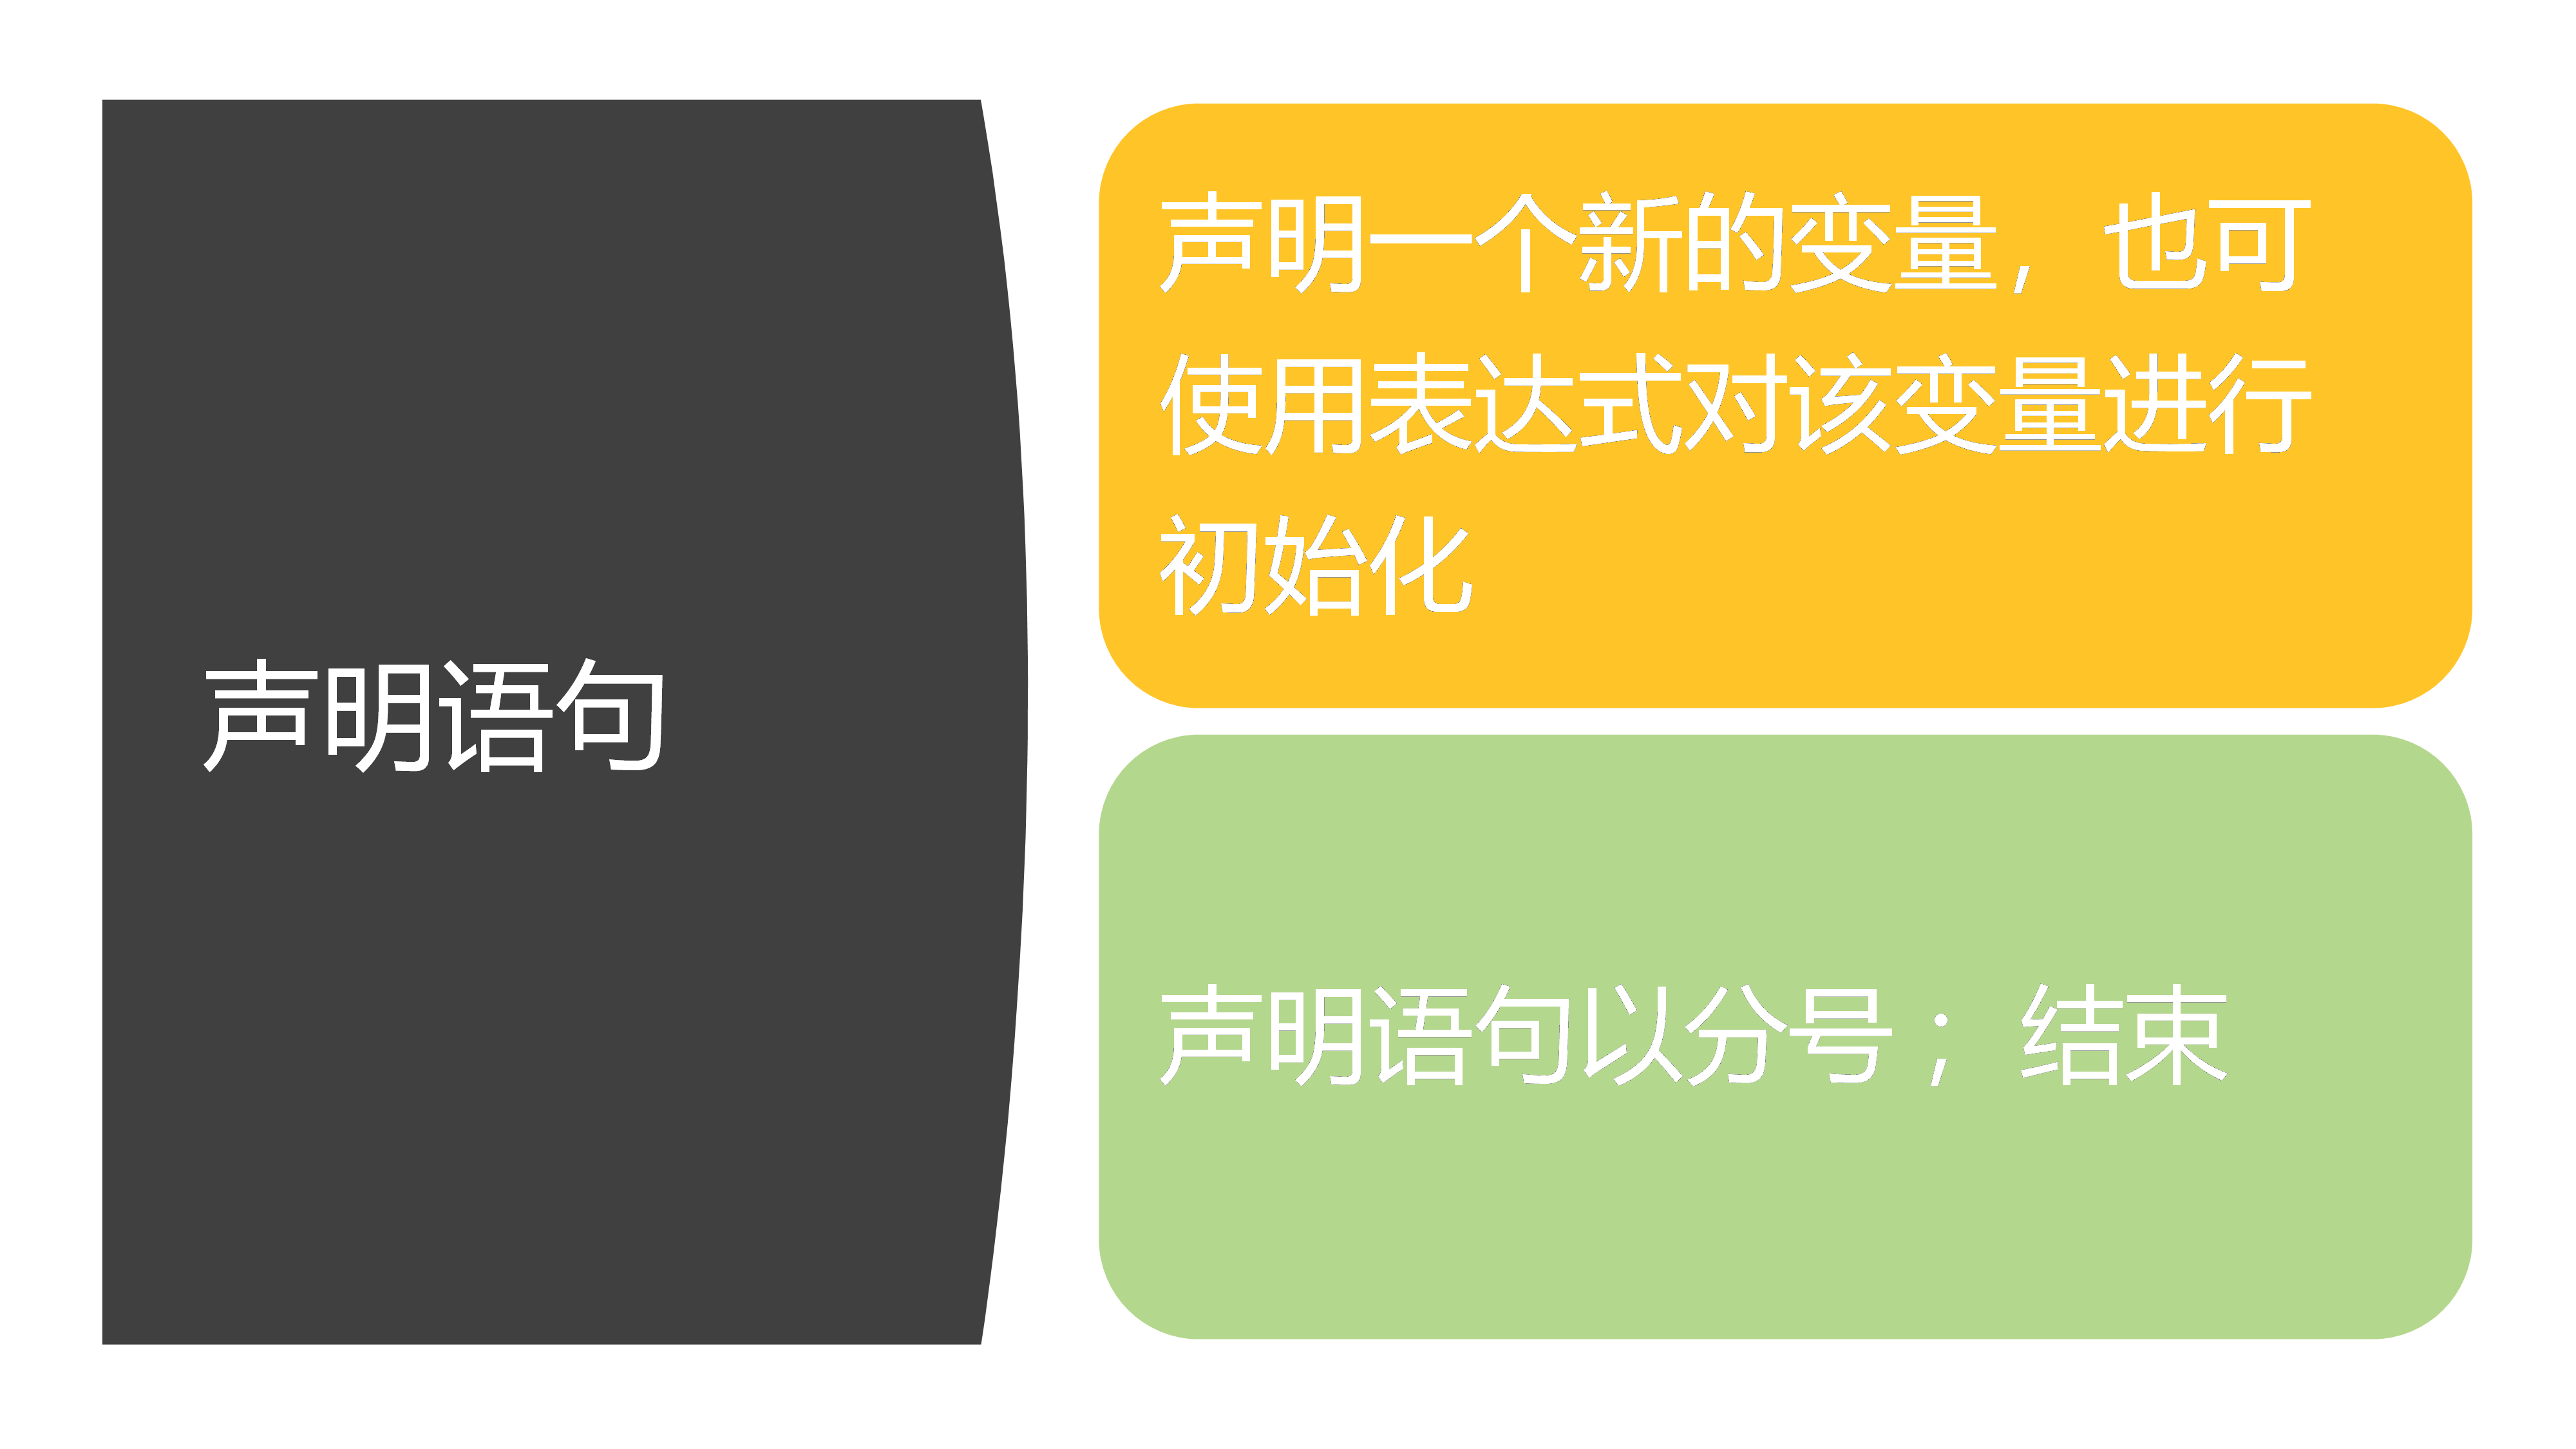 声明语句
声明一个新的变量，也可
使用表达式对该变量进行
初始化
声明语句以分号；结束